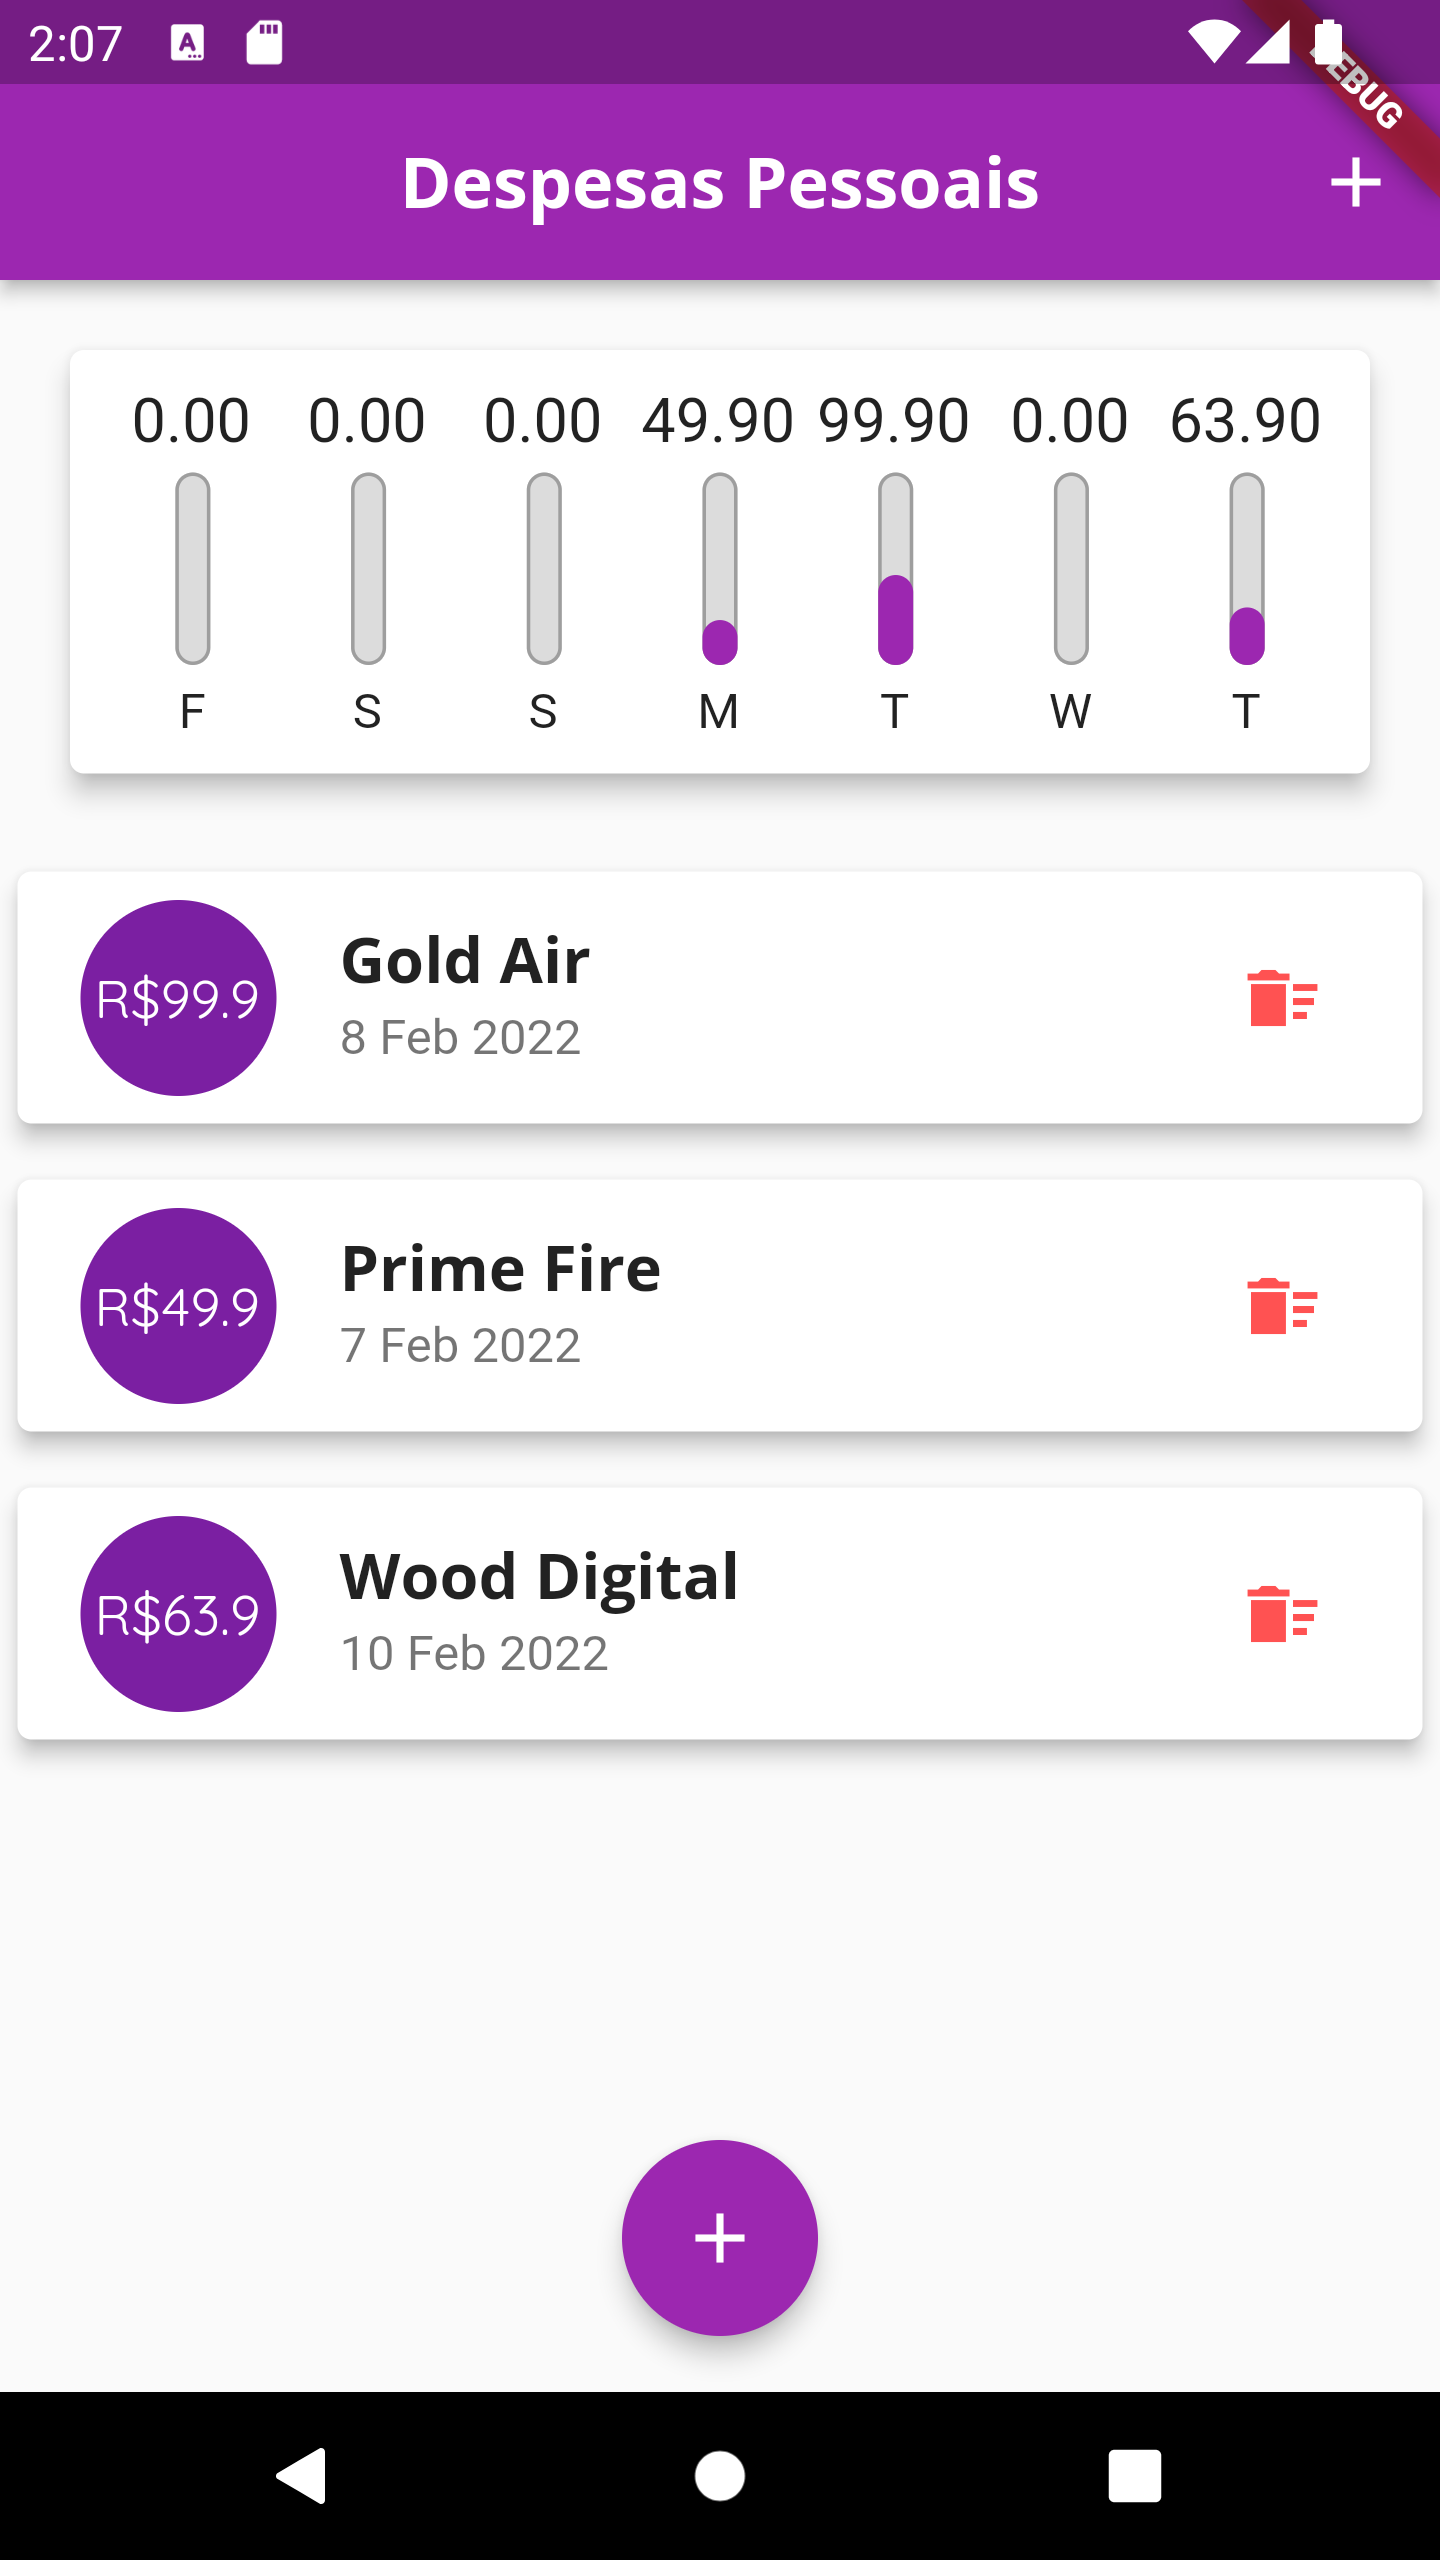 2:07
DEBUG
Despesas Pessoais
0.00 0.00 0.00 49.90 99.90 0.00 63.90
F S S M T W T
R$99.9
Gold Air
8 Feb 2022
R$49.9
Prime Fire
7 Feb 2022
R$63.9
Wood Digital
10 Feb 2022